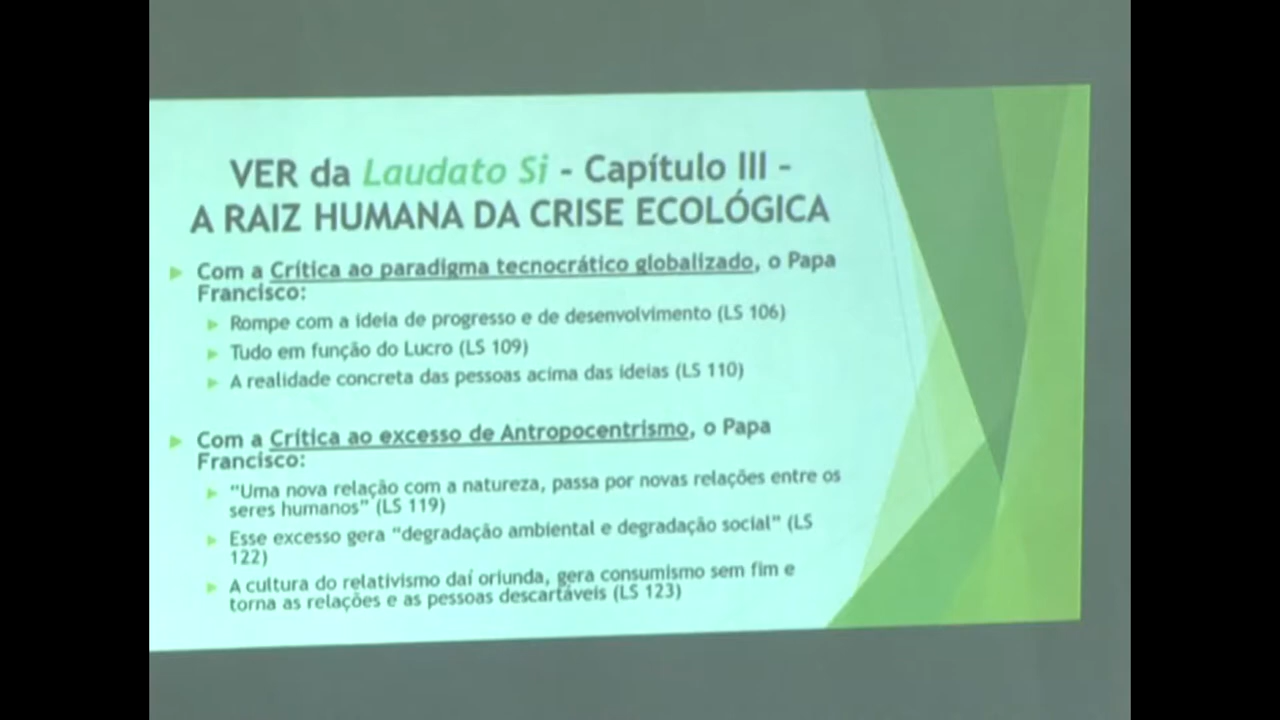 VER da Laudato Si - Capítulo III -
A RAIZ HUMANA DA CRISE ECOLÓGICA
Com a Crítica ao paradigma tecnocrático globalizado, o Papa
Francisco:
Rompe com a ideia de progresso e de desenvolvimento (LS 106)
Tudo em função do Lucro (LS 109)
A realidade concreta das pessoas acima das ideias (LS 110)
Com a Crítica ao excesso de Antropocentrismo, o Papa
Francisco:
"Uma nova relação com a natureza, passa por novas relações entre os
seres humanos" (LS 119)
Esse excesso gera "degradação ambiental e degradação social" (LS
122)
A cultura do relativismo daí oriunda, gera consumismo sem fim e
torna as relações e as pessoas descartáveis (LS 123)